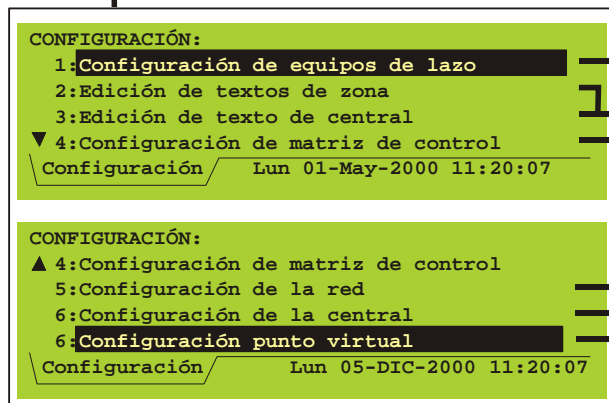 CONFIGURACIÓN:
1:Configuración de equipos de lazo
2:Edición de textos de zona
3:Edición de texto de central
▼ 4:Configuración de matriz de control
Configuración Lun 01-May-2000 11:20:07
CONFIGURACIÓN:
▲ 4:Configuración de matriz de control
5:Configuración de la red
6:Configuración de la central
6:Configuración punto virtual
Configuración Lun 05-DIC-2000 11:20:07